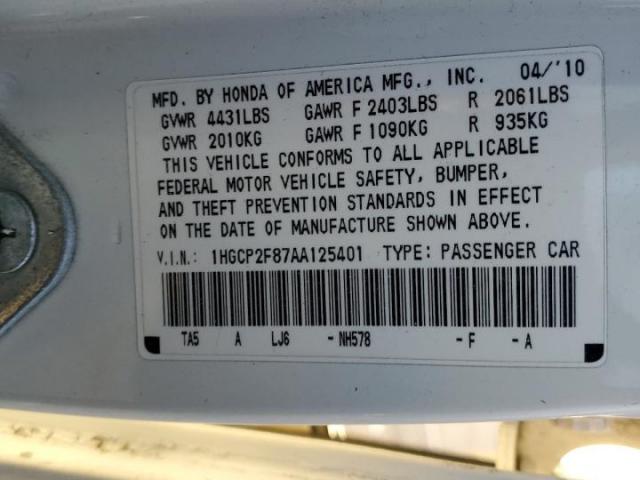 MFD. BY HONDA OF AMERICA MFG., INC. 04/'10
GVWR 4431LBS GAWR F 2403LBS R 2061LBS
GVWR 2010KG GAWR F 1090KG R 935KG
THIS VEHICLE CONFORMS TO ALL APPLICABLE
FEDERAL MOTOR VEHICLE SAFETY, BUMPER,
AND THEFT PREVENTION STANDARDS IN EFFECT
ON THE DATE OF MANUFACTURE SHOWN ABOVE.
V.I.N.: 1HGCP2F87AA125401 TYPE: PASSENGER CAR
TA5 A LJ6 -NH578 -F -A